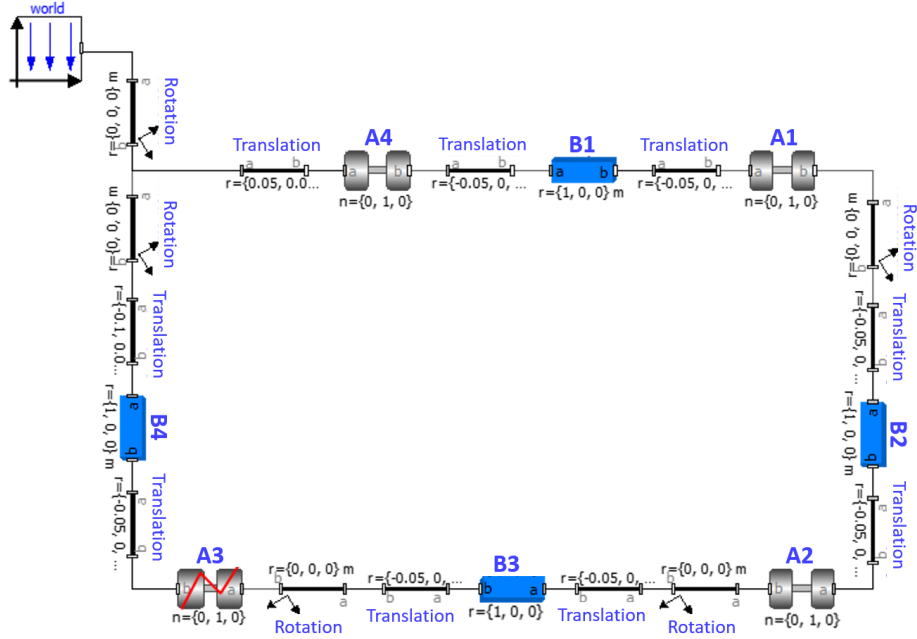 world
a
Rotation
r={0, 0, 0} m
b
Translation
A4
Translation
B1
Translation
A1
a b
r={0.05, 0.0...
a b
n={0, 1, 0}
a b
r={-0.05, 0, ...
a b
r={1, 0, 0} m
a b
r={-0.05, 0, ...
a b
n={0, 1, 0}
a
Rotation
r={0, 0, 0} m
b
a
Translation
r={-0.1, 0.0...
b
a
B4
r={1, 0, 0} m
b
a
Translation
r={-0.05, 0, ...
b
a
Rotation
r={0, 0, 0} m
b
a
Translation
r={-0.05, 0, ...
b
a
B2
r={1, 0, 0} m
b
a
Translation
r={-0.05, 0, ...
b
A3
b a
n={0, 1, 0}
r={0, 0, 0} m
b a
Rotation
r={-0.05, 0, ...
b a
Translation
B3
b a
r={1, 0, 0}
r={-0.05, 0, ...
b a
Translation
r={0, 0, 0} m
b a
Rotation
A2
b a
n={0, 1, 0}